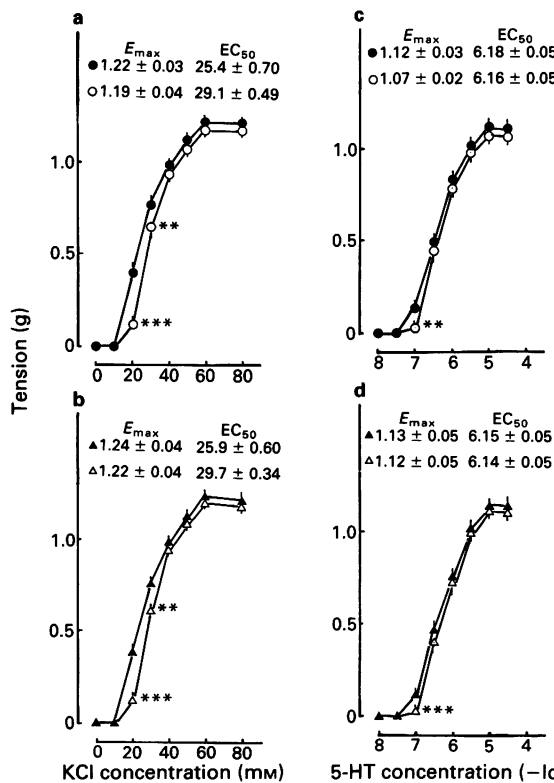 a
E max EC50
● 1.22 ± 0.03 25.4 ± 0.70
○ 1.19 ± 0.04 29.1 ± 0.49
1.0
0.5
0
**
***
0 20 40 60 80
b
E max EC50
▲ 1.24 ± 0.04 25.9 ± 0.60
△ 1.22 ± 0.04 29.7 ± 0.34
1.0
0.5
0
**
***
0 20 40 60 80
KCl concentration (mM)
Tension (g)
c
E max EC50
● 1.12 ± 0.03 6.18 ± 0.05
○ 1.07 ± 0.02 6.16 ± 0.05
1.0
0.5
0
**
8 7 6 5 4
d
E max EC50
▲ 1.13 ± 0.05 6.15 ± 0.05
△ 1.12 ± 0.05 6.14 ± 0.05
1.0
0.5
0
***
8 7 6 5 4
5-HT concentration (−lo